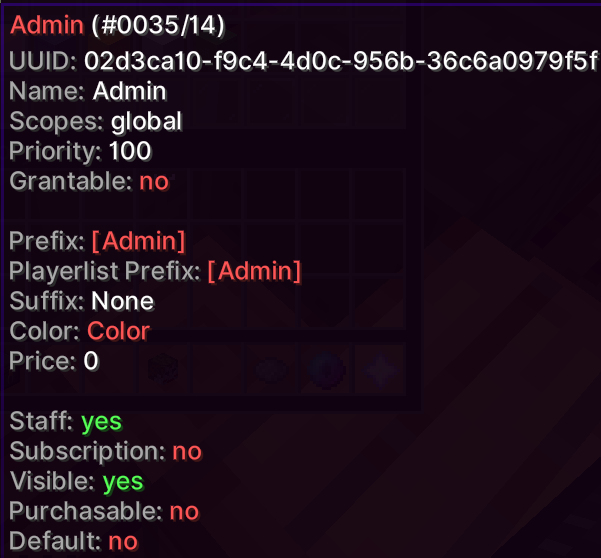 Admin (#0035/14)
UUID: 02d3ca10-f9c4-4d0c-956b-36c6a0979f5f
Name: Admin
Scopes: global
Priority: 100
Grantable: no
Prefix: [Admin]
Playerlist Prefix: [Admin]
Suffix: None
Color: Color
Price: 0
Staff: yes
Subscription: no
Visible: yes
Purchasable: no
Default: no